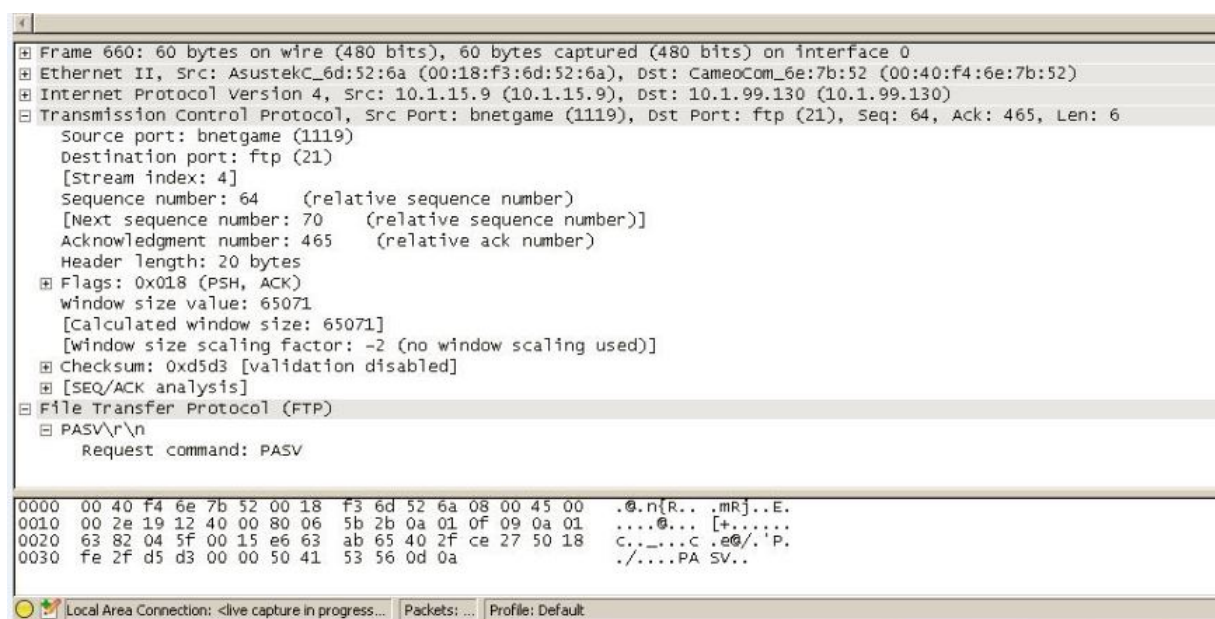 Frame 660: 60 bytes on wire (480 bits), 60 bytes captured (480 bits) on interface 0
Ethernet II, Src: AsustekC_6d:52:6a (00:18:f3:6d:52:6a), Dst: CameoCom_6e:7b:52 (00:40:f4:6e:7b:52)
Internet Protocol Version 4, Src: 10.1.15.9 (10.1.15.9), Dst: 10.1.99.130 (10.1.99.130)
Transmission Control Protocol, Src Port: bnetgame (1119), Dst Port: ftp (21), Seq: 64, Ack: 465, Len: 6
Source port: bnetgame (1119)
Destination port: ftp (21)
[Stream index: 4]
Sequence number: 64 (relative sequence number)
[Next sequence number: 70 (relative sequence number)]
Acknowledgment number: 465 (relative ack number)
Header length: 20 bytes
Flags: 0x018 (PSH, ACK)
Window size value: 65071
[Calculated window size: 65071]
[Window size scaling factor: -2 (no window scaling used)]
Checksum: 0xd5d3 [validation disabled]
[SEQ/ACK analysis]
File Transfer Protocol (FTP)
PASV\r\n
Request command: PASV
0000 00 40 f4 6e 7b 52 00 18 f3 6d 52 6a 08 00 45 00 .@.n{R.. .mRj..E.
0010 00 2e 19 12 40 00 80 06 5b 2b 0a 01 0f 09 0a 01 ....@... [+......
0020 63 82 04 5f 00 15 e6 63 ab 65 40 2f ce 27 50 18 c.._...c .e@/.'P.
0030 fe 2f d5 d3 00 00 50 41 53 56 0d 0a ./....PA SV..
Local Area Connection: <live capture in progress... Packets: ... Profile: Default